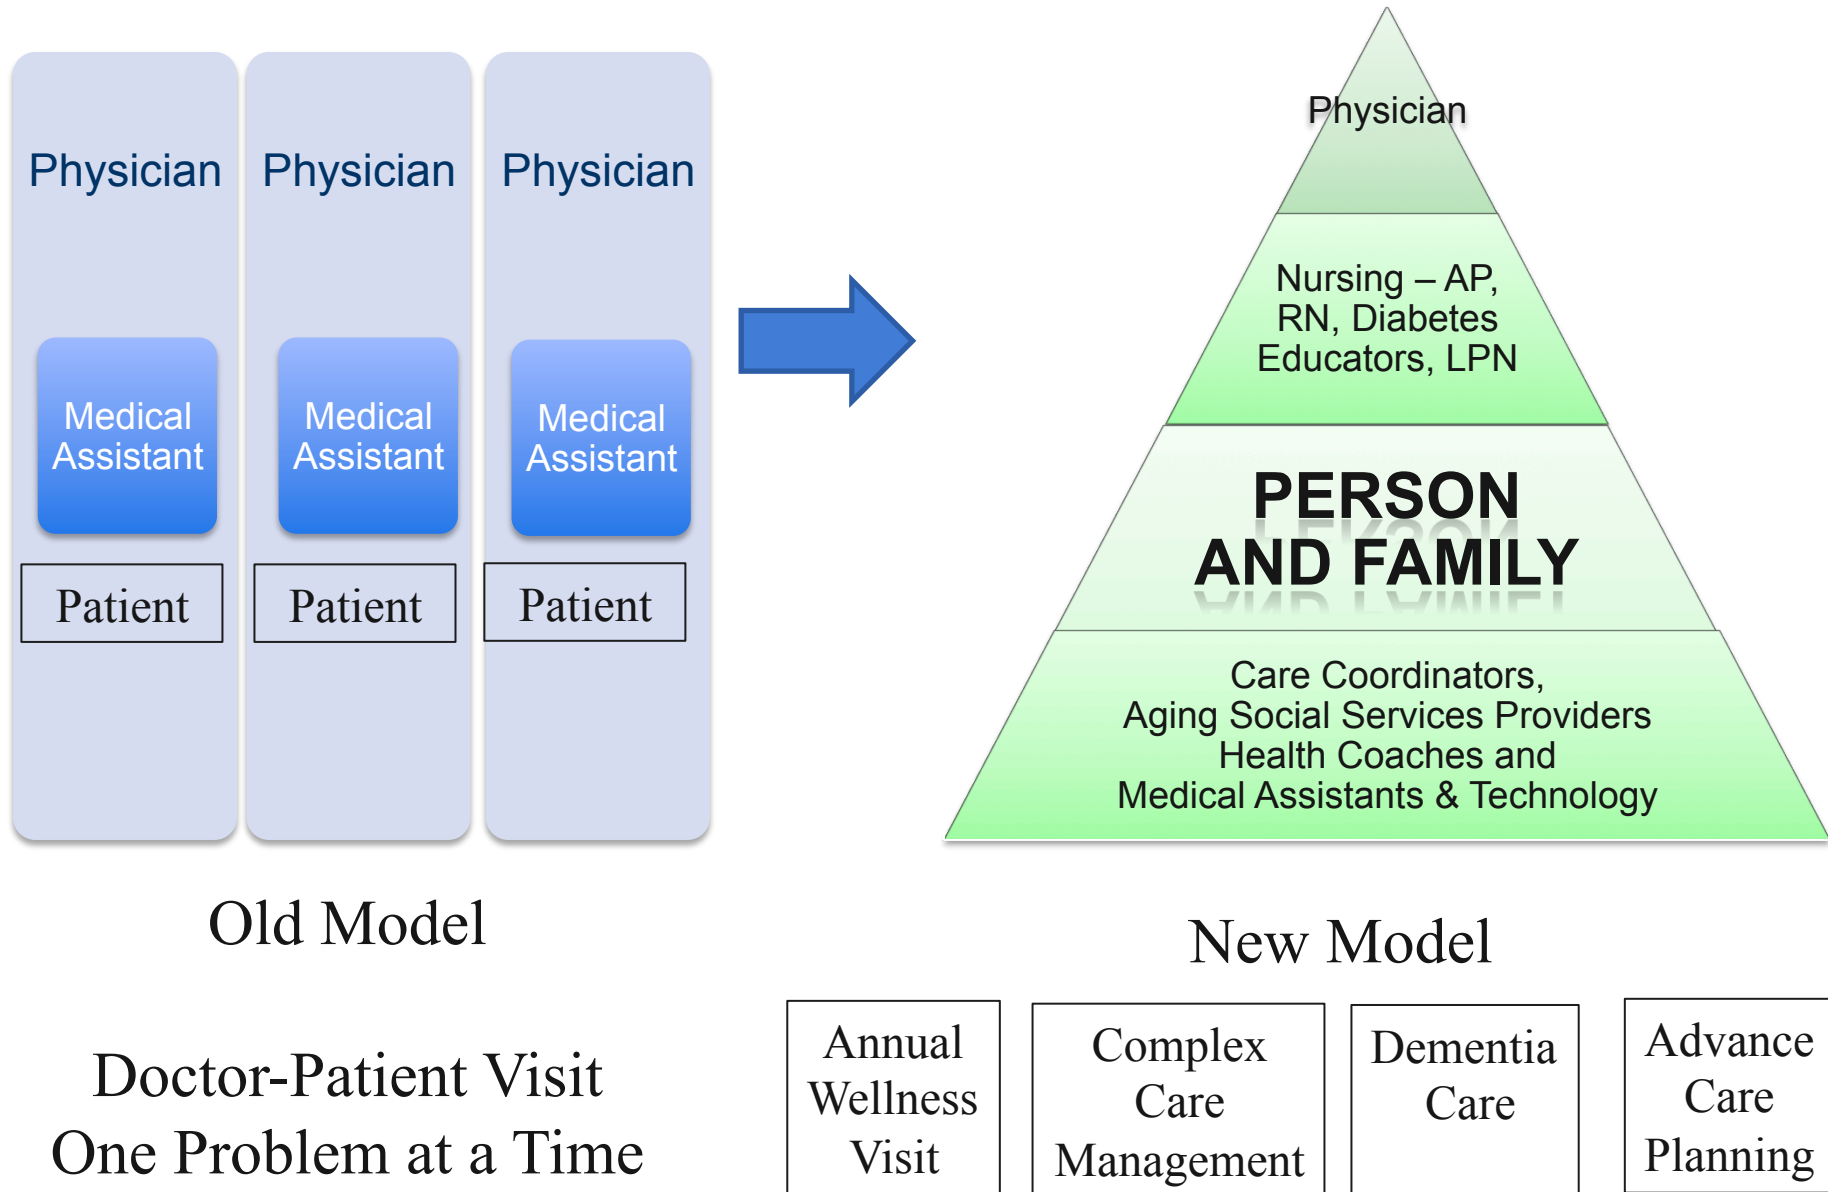 Physician
Medical
Assistant
Patient
Physician
Medical
Assistant
Patient
Physician
Medical
Assistant
Patient
Old Model
Doctor-Patient Visit
One Problem at a Time
Physician
Nursing – AP,
RN, Diabetes
Educators, LPN
PERSON
AND FAMILY
Care Coordinators,
Aging Social Services Providers
Health Coaches and
Medical Assistants & Technology
New Model
Annual
Wellness
Visit
Complex
Care
Management
Dementia
Care
Advance
Care
Planning